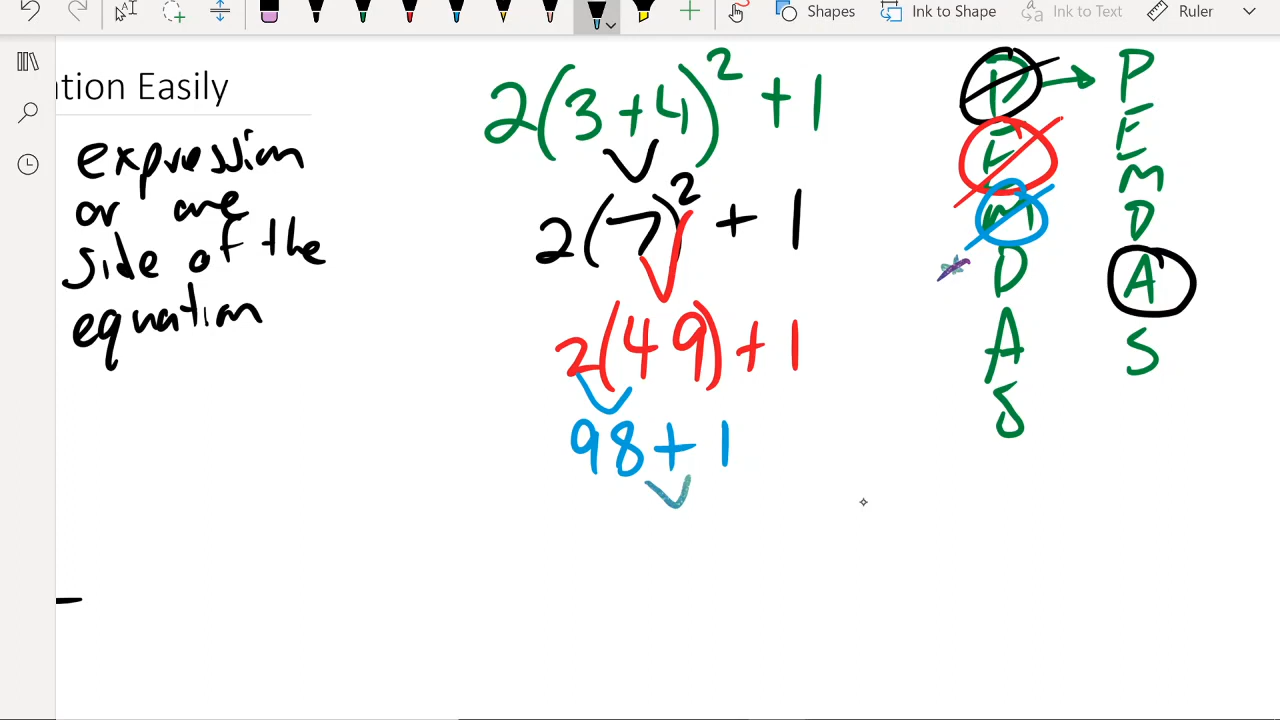 Shapes
Ink to Shape
Ink to Text
Ruler
ation Easily
expression
or one
side of the
equation
2(3+4)² + 1
2(7)² + 1
2(49) + 1
98 + 1
P
E
M
D
A
S
P
E
M
D
A
S